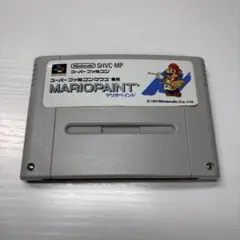 Nintendo SHVC-MP
スーパーファミコン
スーパーファミコンマウス専用
MARIOPAINT
マリオペイント
©1992 Nintendo Co., Ltd.